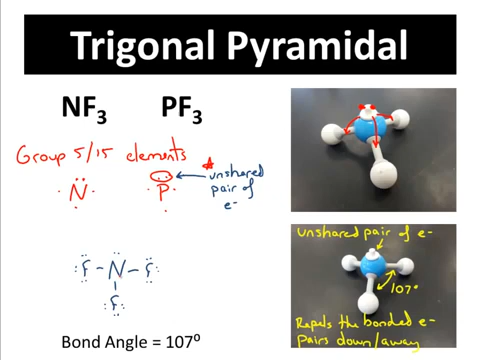 Trigonal Pyramidal
NF₃ PF₃
Group 5/15 elements
N P
unshared
pair of
e-
F - N - F
F
Bond Angle = 107⁰
unshared pair of e-
107°
Repels the bonded e-
pairs down/away